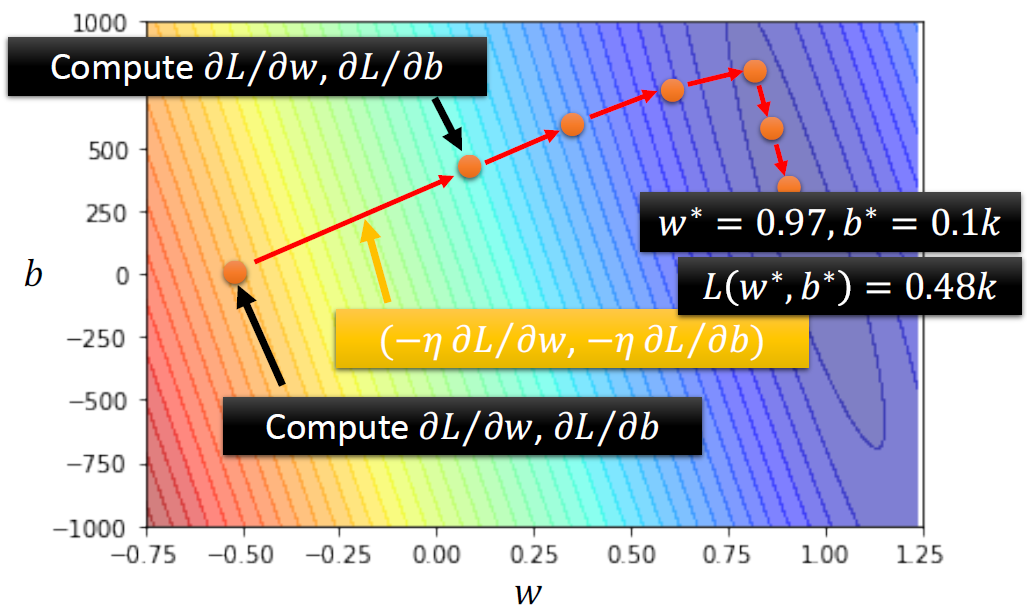 1000
Compute ∂L/∂w, ∂L/∂b
500
250
w* = 0.97, b* = 0.1k
b
0
L(w*, b*) = 0.48k
−250
(−η ∂L/∂w, −η ∂L/∂b)
−500
Compute ∂L/∂w, ∂L/∂b
−750
−1000
−0.75 −0.50 −0.25 0.00 0.25 0.50 0.75 1.00 1.25
w